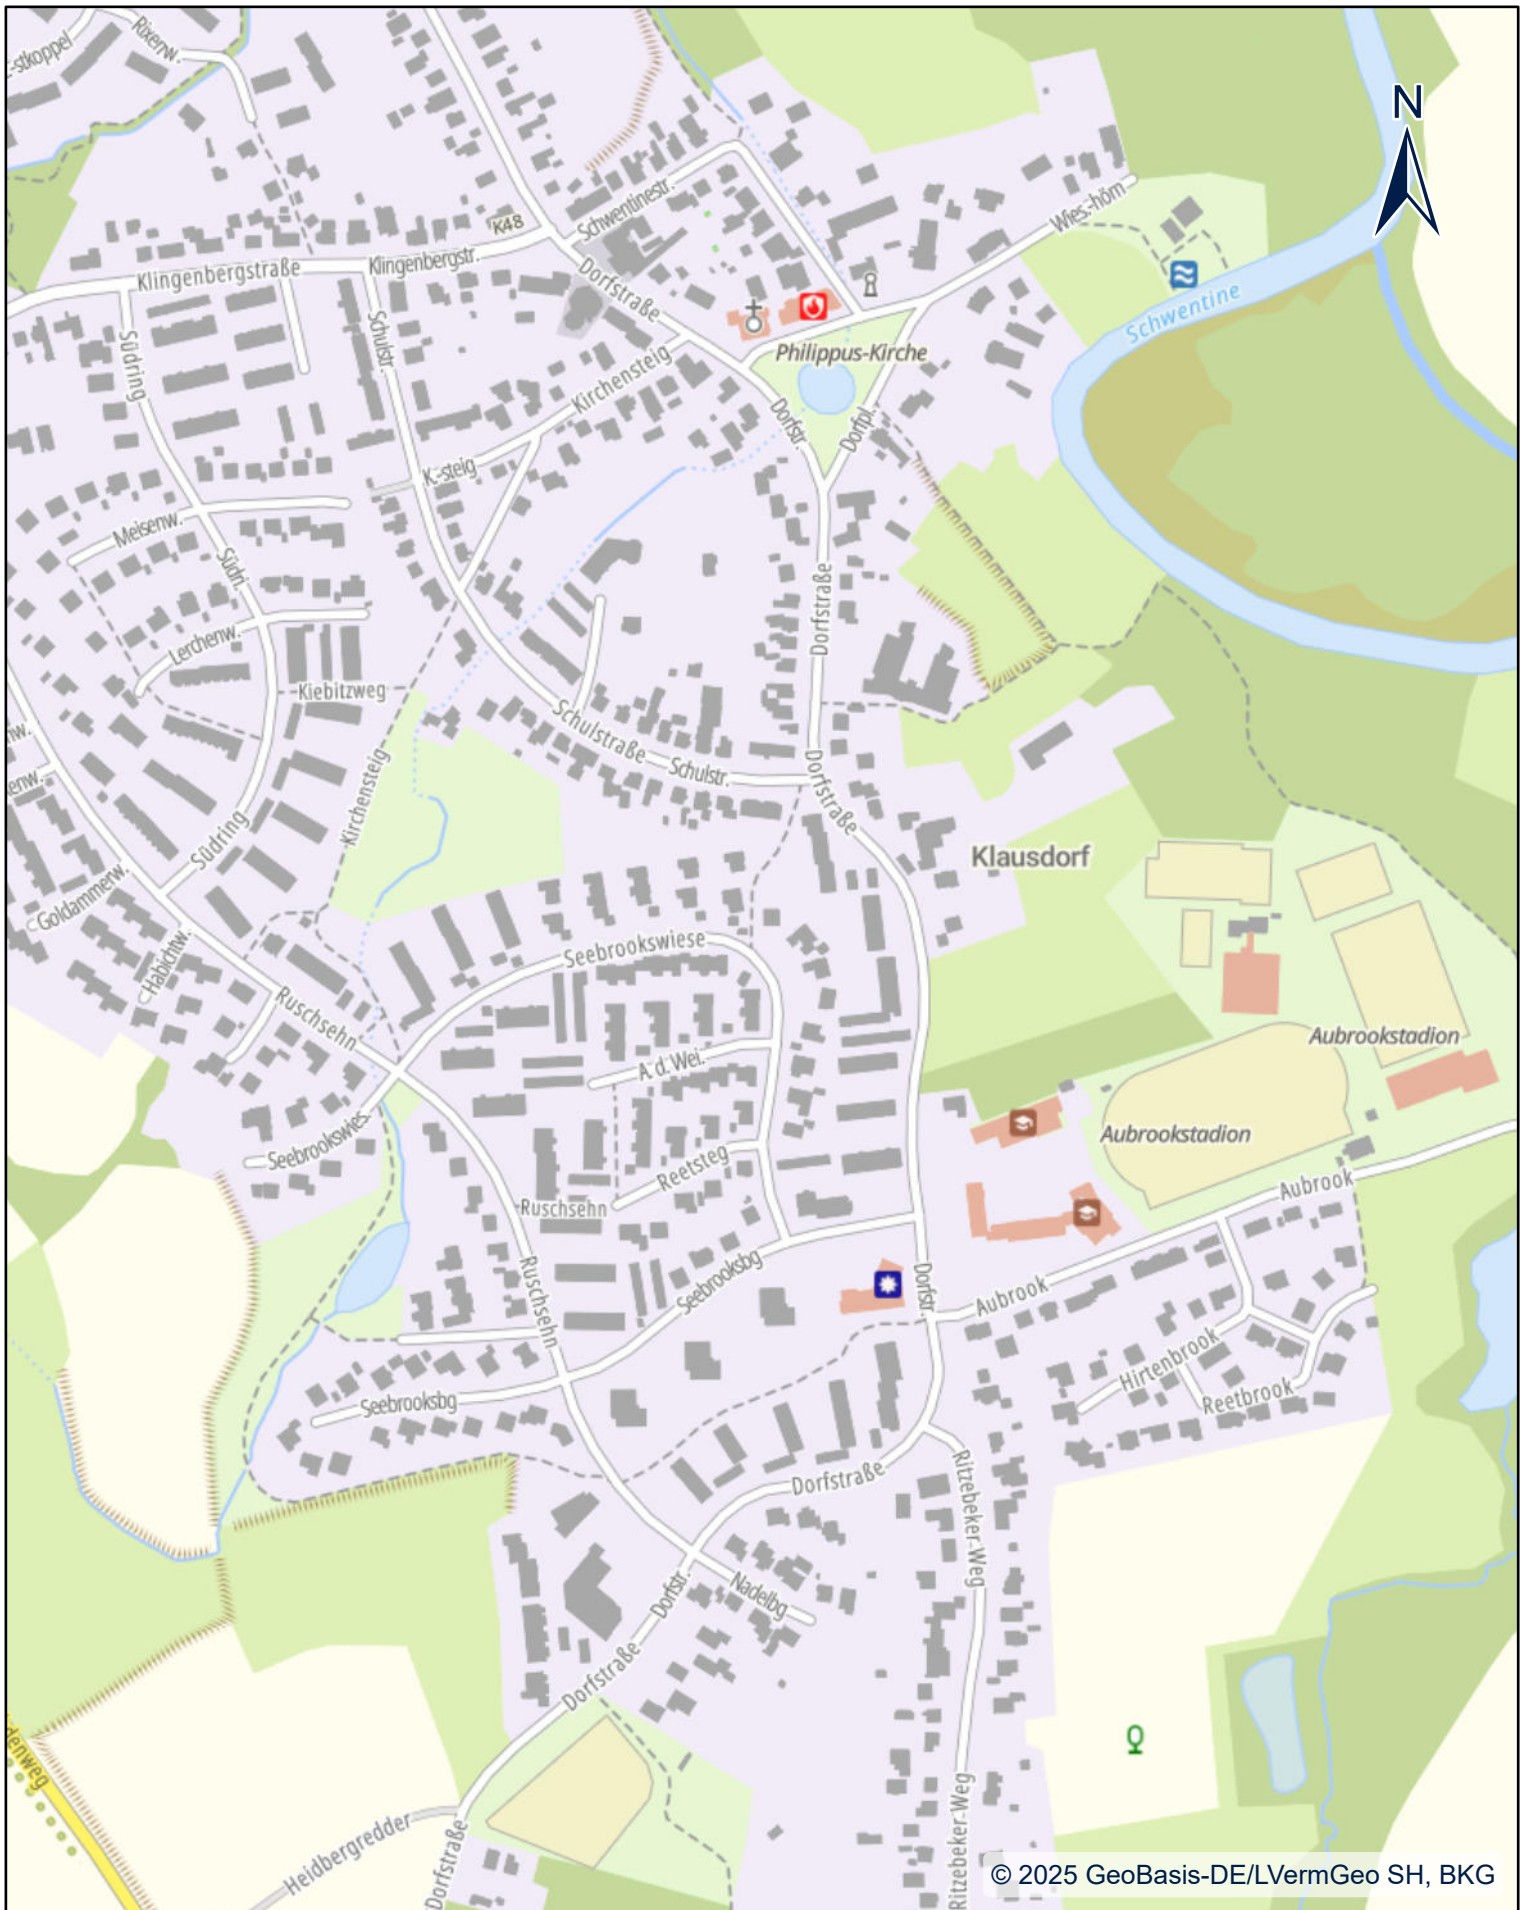 -stkoppel
Rixenw.
N
K48
Schwentinestr.
Wies.-höm
Klingenbergstraße
Klingenbergstr.
Dorfstraße
Schwentine
Südring
Schulstr.
Philippus-Kirche
Kirchensteig
Dorfstr.
Dorfpl.
K.-steig
Meisenw.
Südri.
Dorfstraße
Lerchenw.
Kiebitzweg
Schulstraße
Schulstr.
Dorfstraße
Kirchensteig
Südring
Klausdorf
Goldammerw.
Habichtw.
Seebrookswiese
Ruschsehn
Aubrookstadion
A. d. Wei.
Seebrookswies.
Aubrookstadion
Reetsteg
Aubrook
Ruschsehn
Ruschsehn
Seebrooksbg
Dorfstr.
Aubrook
Hirtenbrook
Seebrooksbg
Reetbrook
Dorfstraße
Ritzebeker-Weg
Nadelbg
Dorfstr.
Dorfstraße
denweg
Heidbergredder
Dorfstraße
Ritzebeker-Weg
© 2025 GeoBasis-DE/LVermGeo SH, BKG